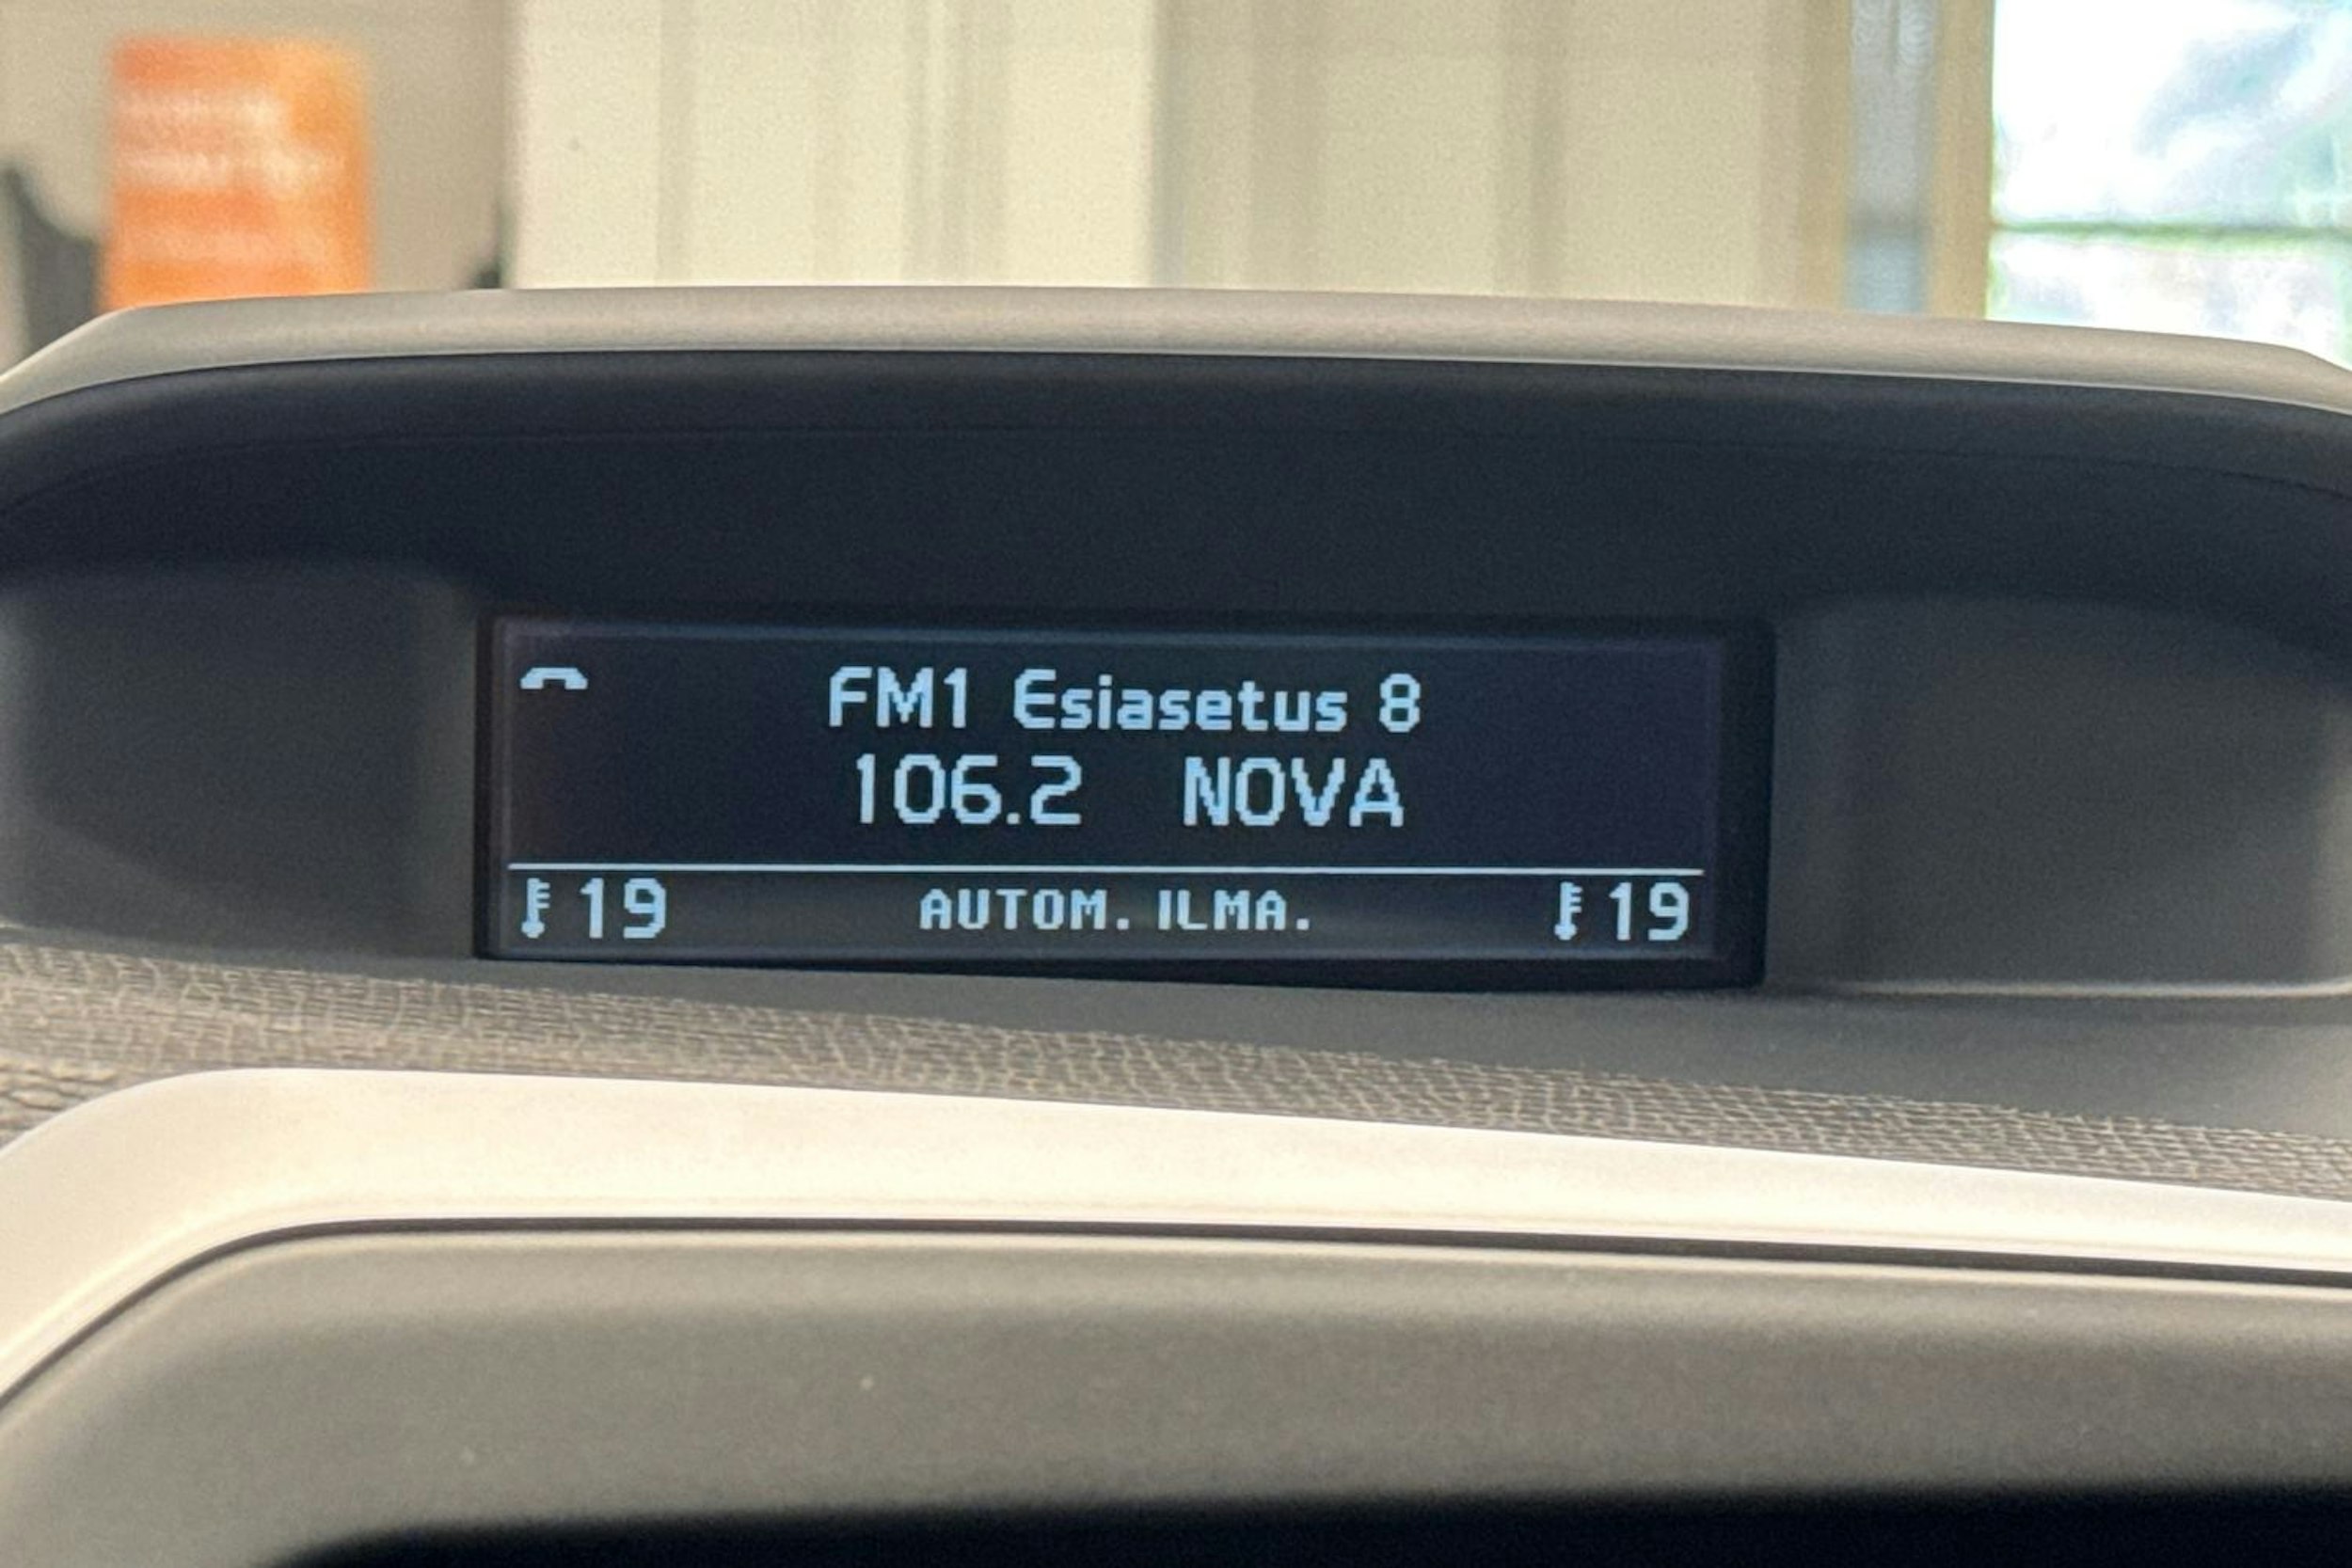 FM1 Esiasetus 8
106.2 NOVA
19 AUTOM. ILMA. 19